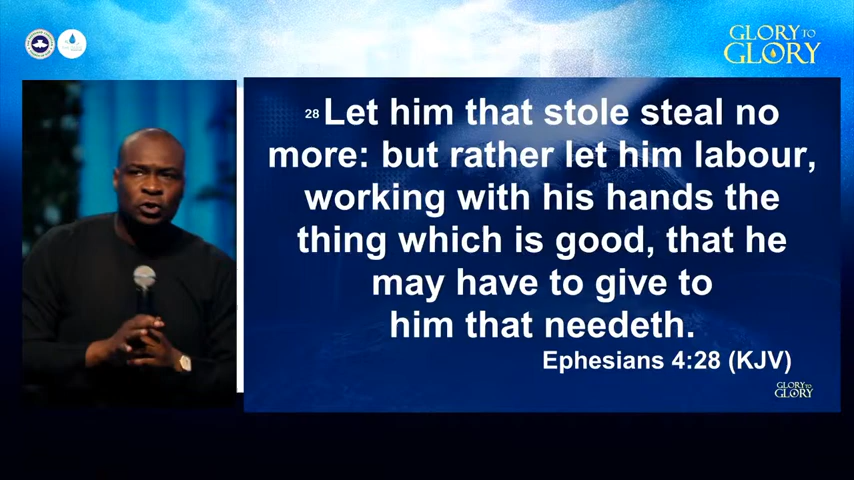 GLORY TO
GLORY
28 Let him that stole steal no
more: but rather let him labour,
working with his hands the
thing which is good, that he
may have to give to
him that needeth.
Ephesians 4:28 (KJV)
GLORY TO
GLORY